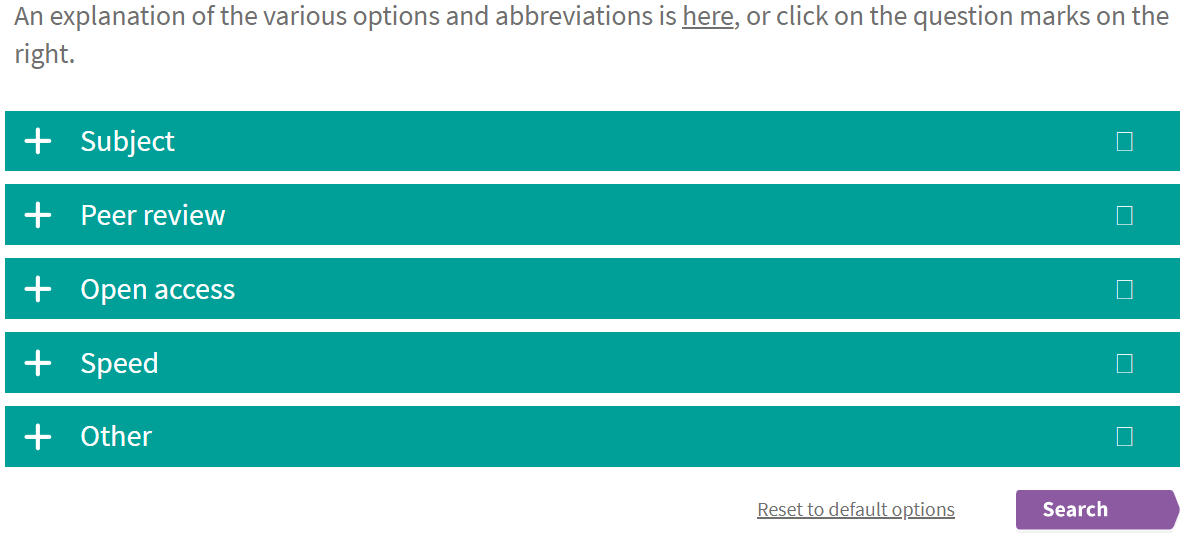 An explanation of the various options and abbreviations is here, or click on the question marks on the
right.
Subject
Peer review
Open access
Speed
Other
Reset to default options
Search